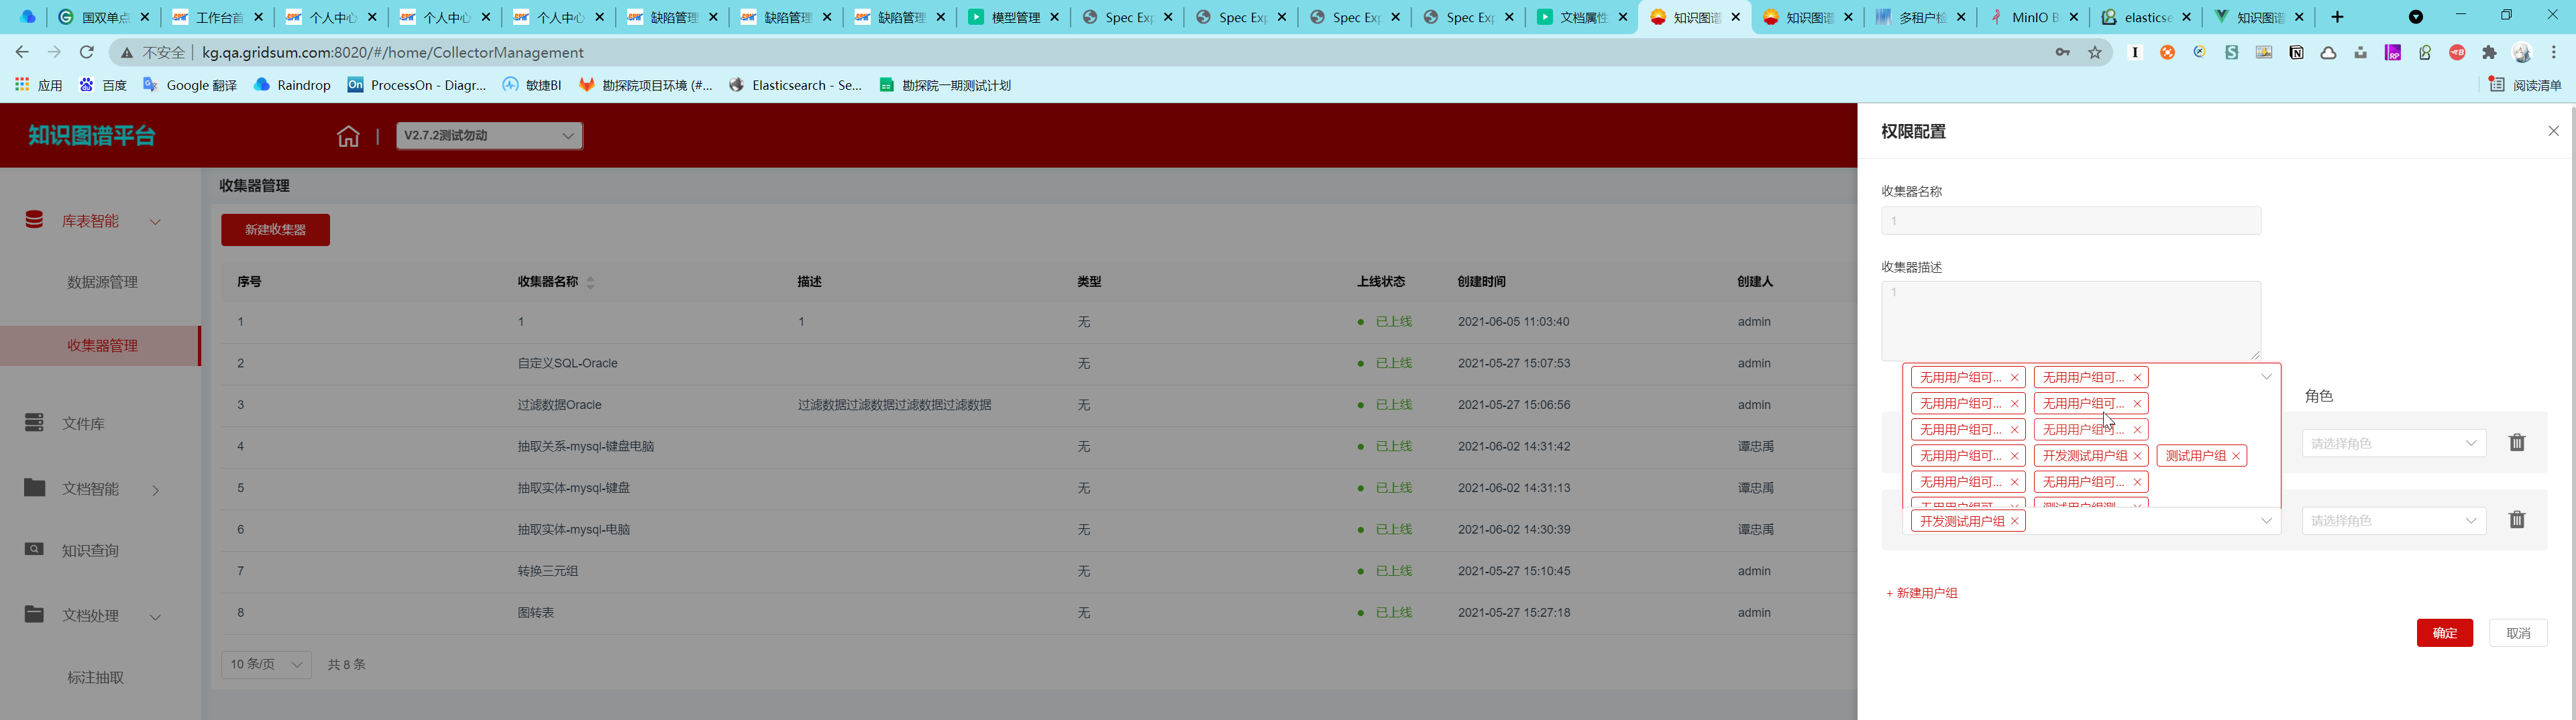 国双单点 工作台首 个人中心 个人中心 个人中心 缺陷管理 缺陷管理 缺陷管理 模型管理 Spec Exp Spec Exp Spec Exp Spec Exp 文档属性 知识图谱 知识图谱 多租户检 MinIO B elasticse 知识图谱
不安全 kg.qa.gridsum.com:8020/#/home/CollectorManagement
应用 百度 Google 翻译 Raindrop ProcessOn - Diagr... 敏捷BI 勘探院项目环境 (#... Elasticsearch - Se... 勘探院一期测试计划 阅读清单
知识图谱平台 V2.7.2测试勿动
库表智能
数据源管理
收集器管理
文件库
文档智能
知识查询
文档处理
标注抽取
收集器管理
新建收集器
序号 收集器名称 描述 类型 上线状态 创建时间 创建人
1 1 1 无 已上线 2021-06-05 11:03:40 admin
2 自定义SQL-Oracle 无 已上线 2021-05-27 15:07:53 admin
3 过滤数据Oracle 过滤数据过滤数据过滤数据过滤数据 无 已上线 2021-05-27 15:06:56 admin
4 抽取关系-mysql-键盘电脑 无 已上线 2021-06-02 14:31:42 谭忠禹
5 抽取实体-mysql-键盘 无 已上线 2021-06-02 14:31:13 谭忠禹
6 抽取实体-mysql-电脑 无 已上线 2021-06-02 14:30:39 谭忠禹
7 转换三元组 无 已上线 2021-05-27 15:10:45 admin
8 图转表 无 已上线 2021-05-27 15:27:18 admin
10 条/页 共 8 条
权限配置
收集器名称
1
收集器描述
1
角色
无用用户组可... 无用用户组可...
无用用户组可... 无用用户组可...
无用用户组可... 无用用户组可...
无用用户组可... 开发测试用户组 测试用户组
无用用户组可... 无用用户组可...
无用用户组可... 测试用户组测...
请选择角色
开发测试用户组 请选择角色
+ 新建用户组
确定 取消